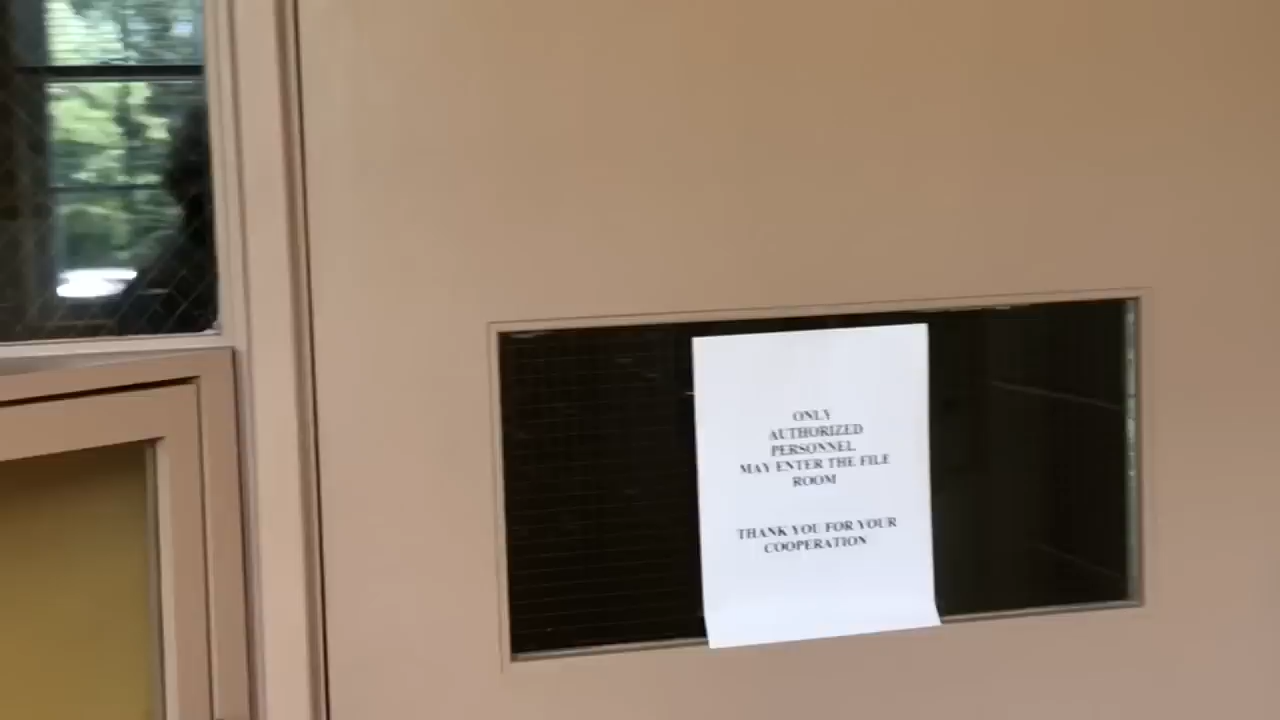 ONLY
AUTHORIZED
PERSONNEL
MAY ENTER THE FILE
ROOM
THANK YOU FOR YOUR
COOPERATION